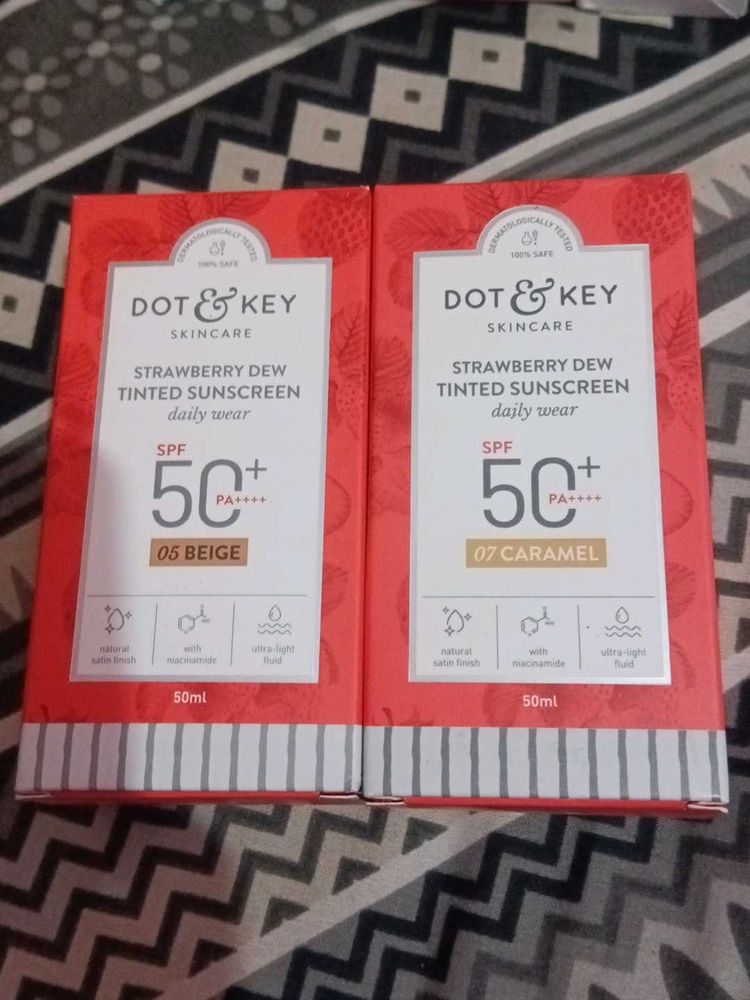 DERMATOLOGICALLY TESTED
100% SAFE
DOT & KEY
SKINCARE
STRAWBERRY DEW
TINTED SUNSCREEN
daily wear
SPF
50+
PA++++
05 BEIGE
natural
satin finish
with
niacinamide
ultra-light
fluid
50ml
DERMATOLOGICALLY TESTED
100% SAFE
DOT & KEY
SKINCARE
STRAWBERRY DEW
TINTED SUNSCREEN
daily wear
SPF
50+
PA++++
07 CARAMEL
natural
satin finish
with
niacinamide
ultra-light
fluid
50ml